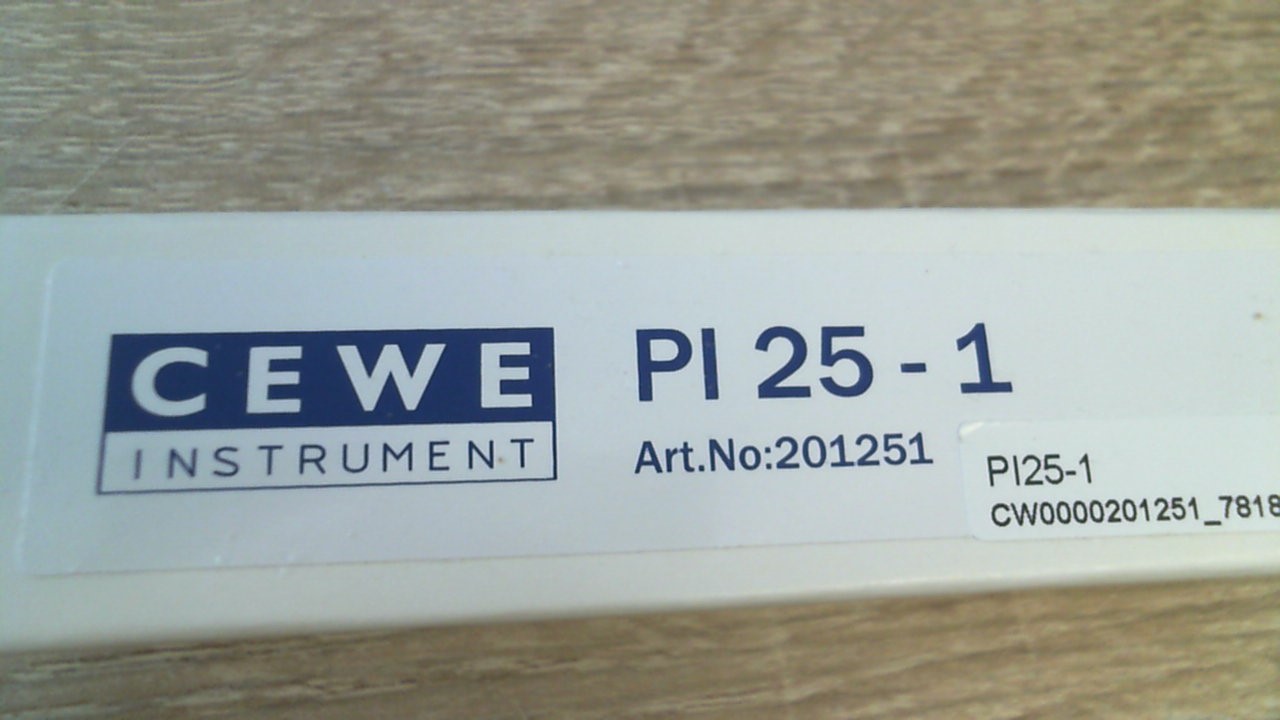 CEWE
INSTRUMENT
PI 25 - 1
Art.No:201251
PI25-1
CW0000201251_7818